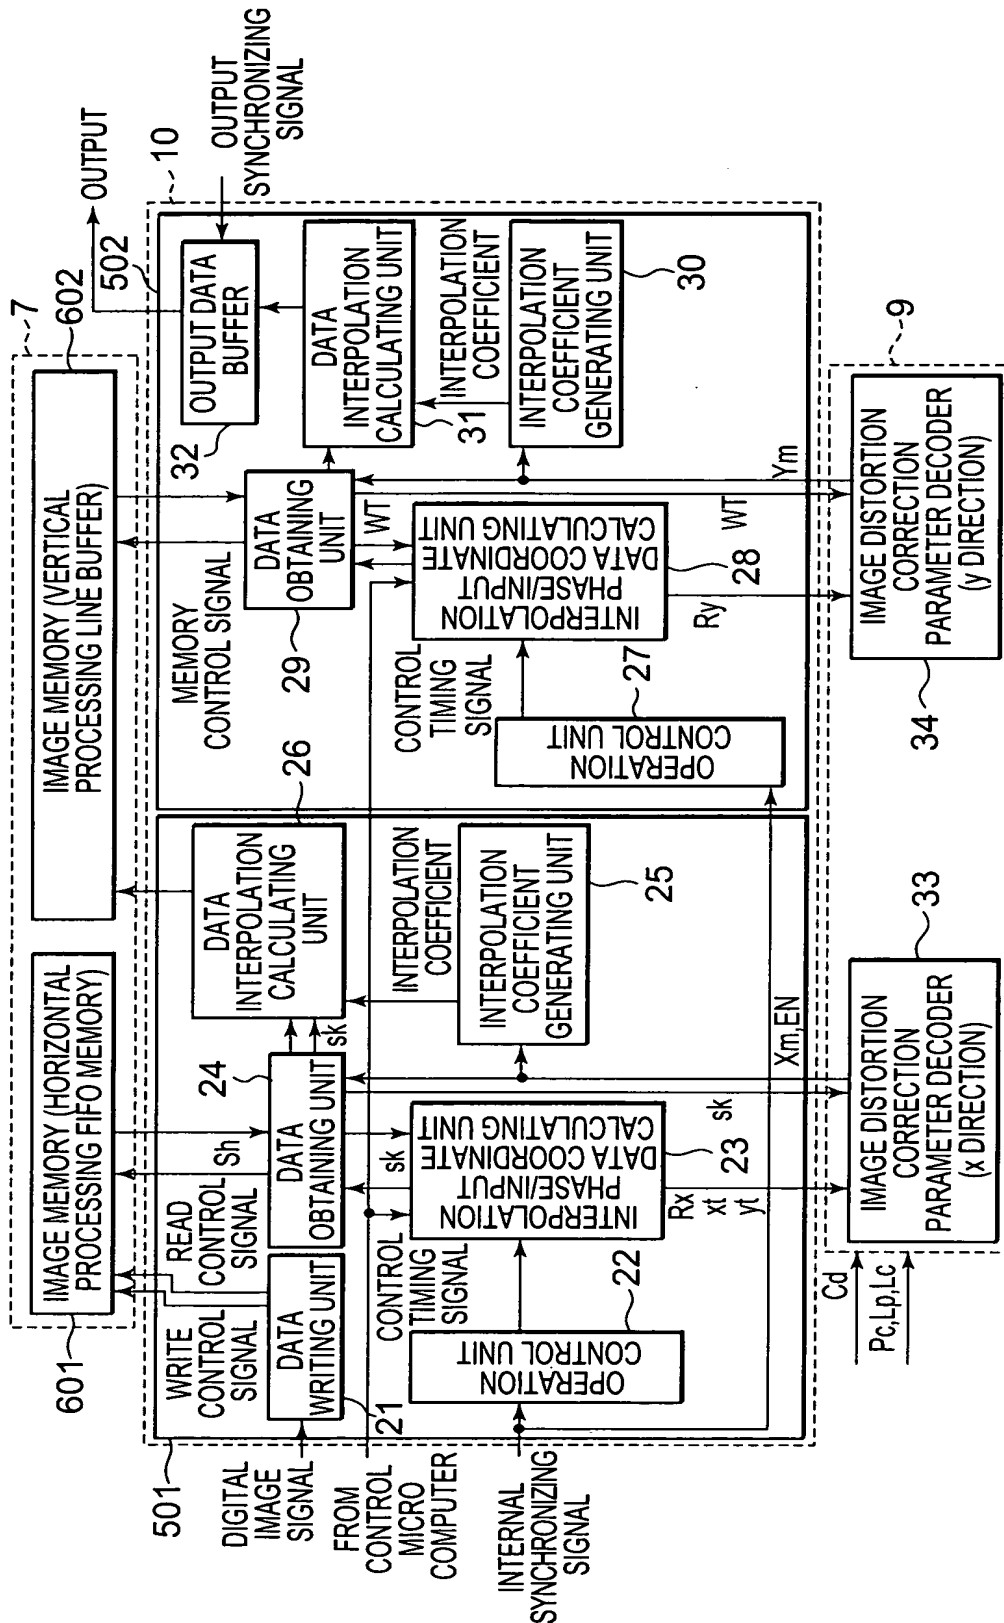 7
601
IMAGE MEMORY (HORIZONTAL
PROCESSING FIFO MEMORY)
IMAGE MEMORY (VERTICAL
PROCESSING LINE BUFFER)
602
501
WRITE
CONTROL
SIGNAL
READ
CONTROL
SIGNAL
Sh
24
26
MEMORY
CONTROL SIGNAL
502
10
OUTPUT
OUTPUT
SYNCHRONIZING
SIGNAL
DIGITAL
IMAGE
SIGNAL
DATA
WRITING UNIT
21
DATA
OBTAINING UNIT
sk
DATA
INTERPOLATION
CALCULATING
UNIT
29
DATA
OBTAINING
UNIT
32
OUTPUT DATA
BUFFER
DATA
INTERPOLATION
CALCULATING UNIT
31
FROM
CONTROL
MICRO
COMPUTER
CONTROL
TIMING
SIGNAL
sk
INTERPOLATION
COEFFICIENT
CONTROL
TIMING
SIGNAL
WT
INTERPOLATION
COEFFICIENT
INTERNAL
SYNCHRONIZING
SIGNAL
OPERATION
CONTROL UNIT
22
INTERPOLATION
PHASE/INPUT
DATA COORDINATE
CALCULATING UNIT
23
INTERPOLATION
COEFFICIENT
GENERATING UNIT
25
OPERATION
CONTROL UNIT
27
INTERPOLATION
PHASE/INPUT
DATA COORDINATE
CALCULATING UNIT
28
INTERPOLATION
COEFFICIENT
GENERATING UNIT
30
Rx
xt
yt
sk
Xm,EN
Ry
WT
Ym
Cd
Pc,Lp,Lc
IMAGE DISTORTION
CORRECTION
PARAMETER DECODER
(x DIRECTION)
33
34
IMAGE DISTORTION
CORRECTION
PARAMETER DECODER
(y DIRECTION)
9